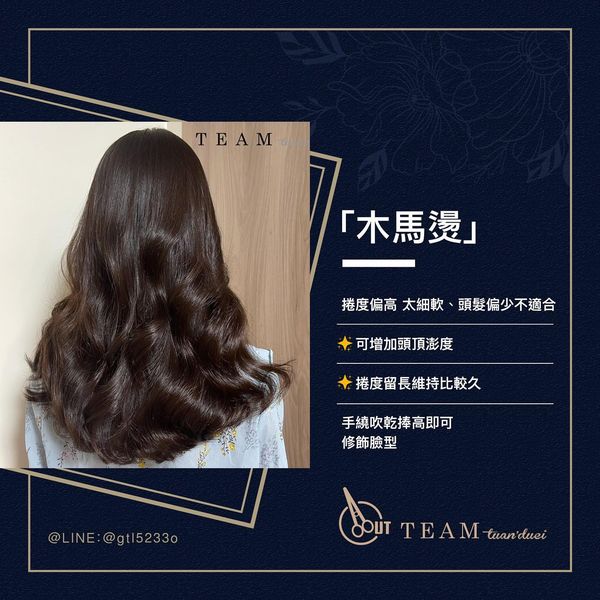 TEAM
「木馬燙」
捲度偏高 太細軟、頭髮偏少不適合
可增加頭頂澎度
捲度留長維持比較久
手繞吹乾捧高即可
修飾臉型
OUT TEAM tuan'duei
@LINE:@gtl5233o